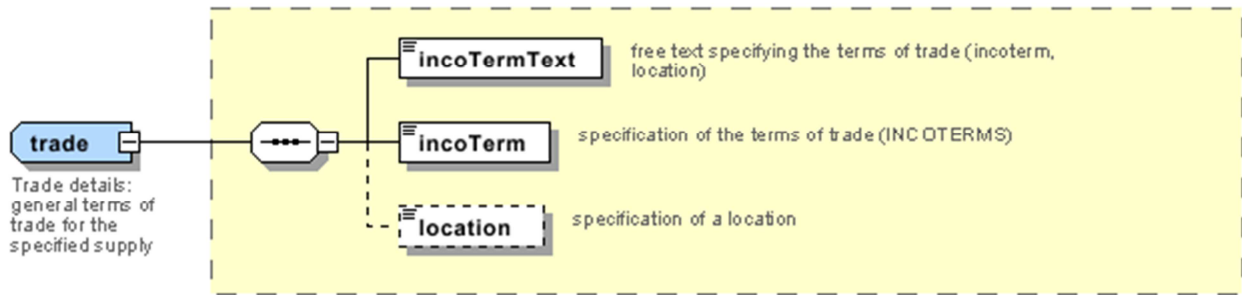 incoTermText
free text specifying the terms of trade (incoterm,
location)
trade
incoTerm
specification of the terms of trade (INCOTERMS)
Trade details:
general terms of
trade for the
specified supply
location
specification of a location